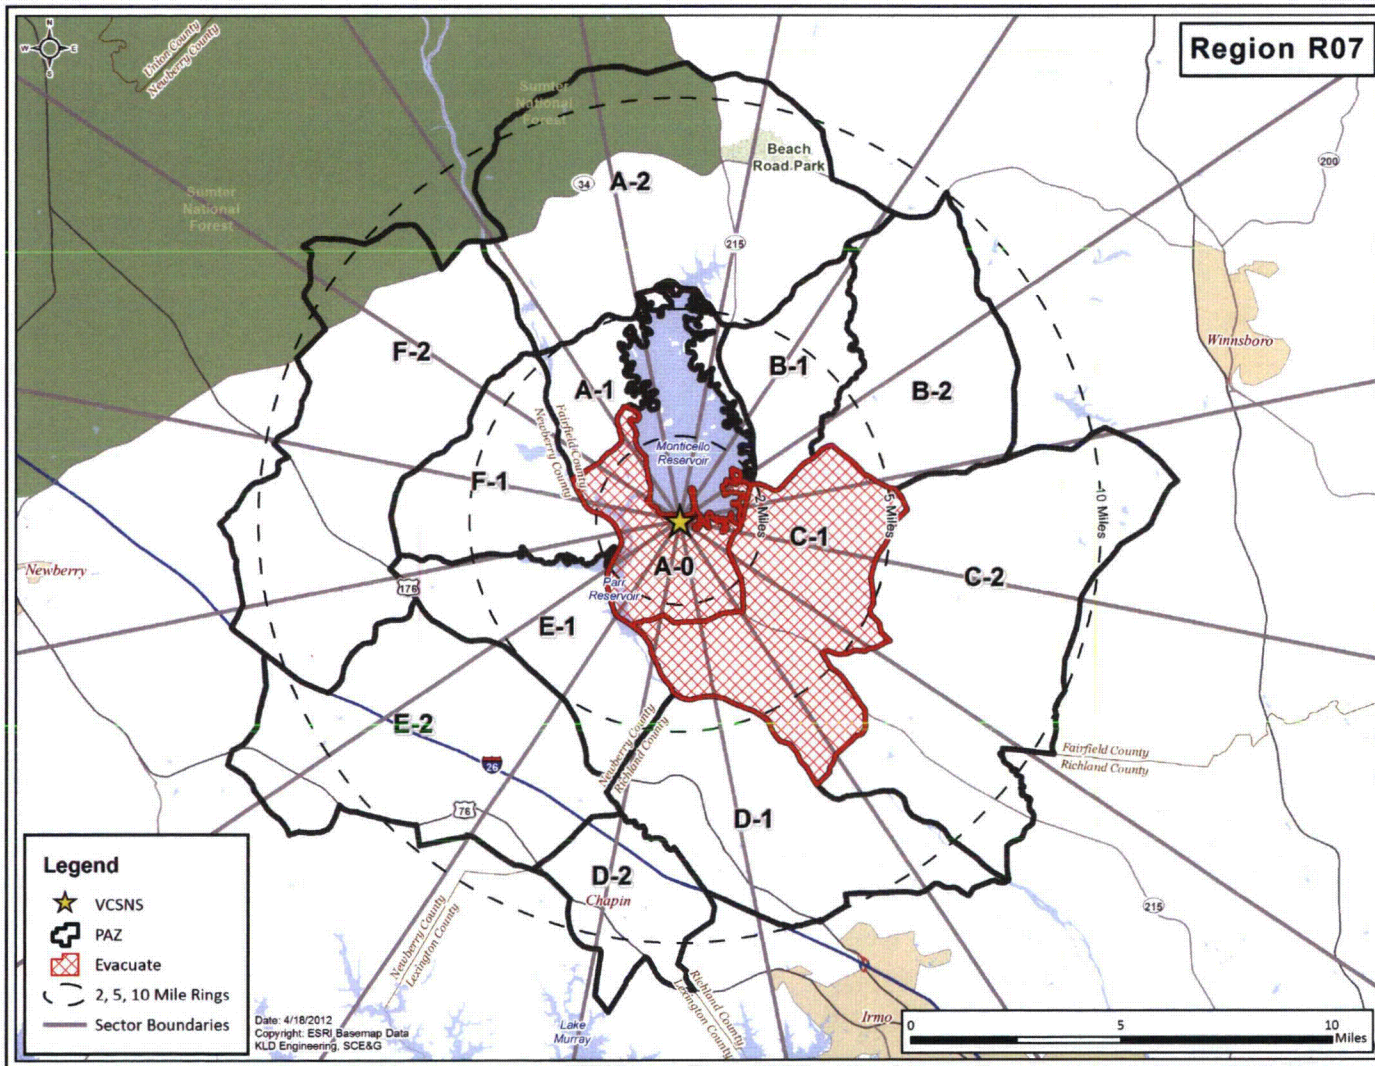 Region R07
N
W
E
S
Union County
Newberry County
Sumter
National
Forest
Beach
Road Park
200
34
A-2
Sumter
National
Forest
215
Winnsboro
F-2
B-1
A-1
B-2
Fairfield County
Newberry County
Monticello
Reservoir
F-1
2 Miles
5 Miles
10 Miles
C-1
A-0
C-2
Newberry
176
Parr
Reservoir
E-1
E-2
Newberry County
Richland County
Fairfield County
Richland County
26
76
D-1
D-2
Chapin
215
Newberry County
Lexington County
Richland County
Lexington County
Irmo
Lake
Murray
Legend
VCSNS
PAZ
Evacuate
2, 5, 10 Mile Rings
Sector Boundaries
Date: 4/18/2012
Copyright: ESRI Basemap Data
KLD Engineering, SCE&G
0 5 10
Miles